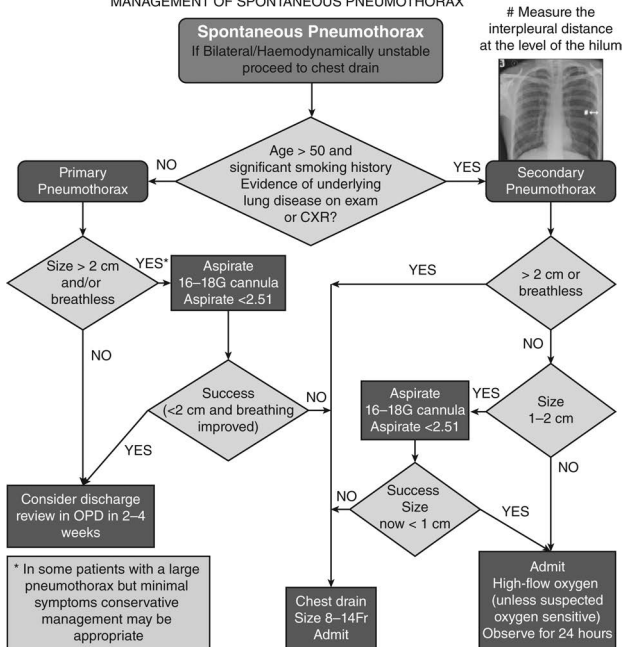 MANAGEMENT OF SPONTANEOUS PNEUMOTHORAX
# Measure the
interpleural distance
at the level of the hilum
Spontaneous Pneumothorax
If Bilateral/Haemodynamically unstable
proceed to chest drain
Age > 50 and
significant smoking history
Evidence of underlying
lung disease on exam
or CXR?
NO
YES
Primary
Pneumothorax
Secondary
Pneumothorax
Size > 2 cm
and/or
breathless
YES*
Aspirate
16–18G cannula
Aspirate <2.51
YES
> 2 cm or
breathless
NO
NO
Success
(<2 cm and breathing
improved)
NO
YES
Aspirate
16–18G cannula
Aspirate <2.51
YES
Size
1–2 cm
NO
Consider discharge
review in OPD in 2–4
weeks
NO
Success
Size
now < 1 cm
YES
* In some patients with a large
pneumothorax but minimal
symptoms conservative
management may be
appropriate
Chest drain
Size 8–14Fr
Admit
Admit
High-flow oxygen
(unless suspected
oxygen sensitive)
Observe for 24 hours